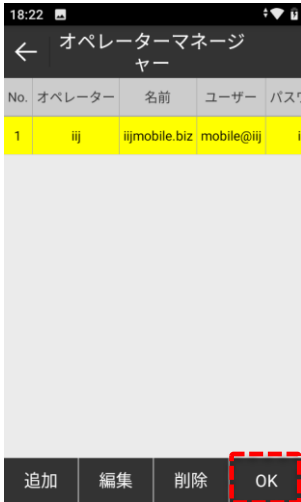 18:22
オペレーターマネージ
ャー
No. オペレーター 名前 ユーザー パスワ
1 iij iijmobile.biz mobile@iij i
追加 編集 削除 OK